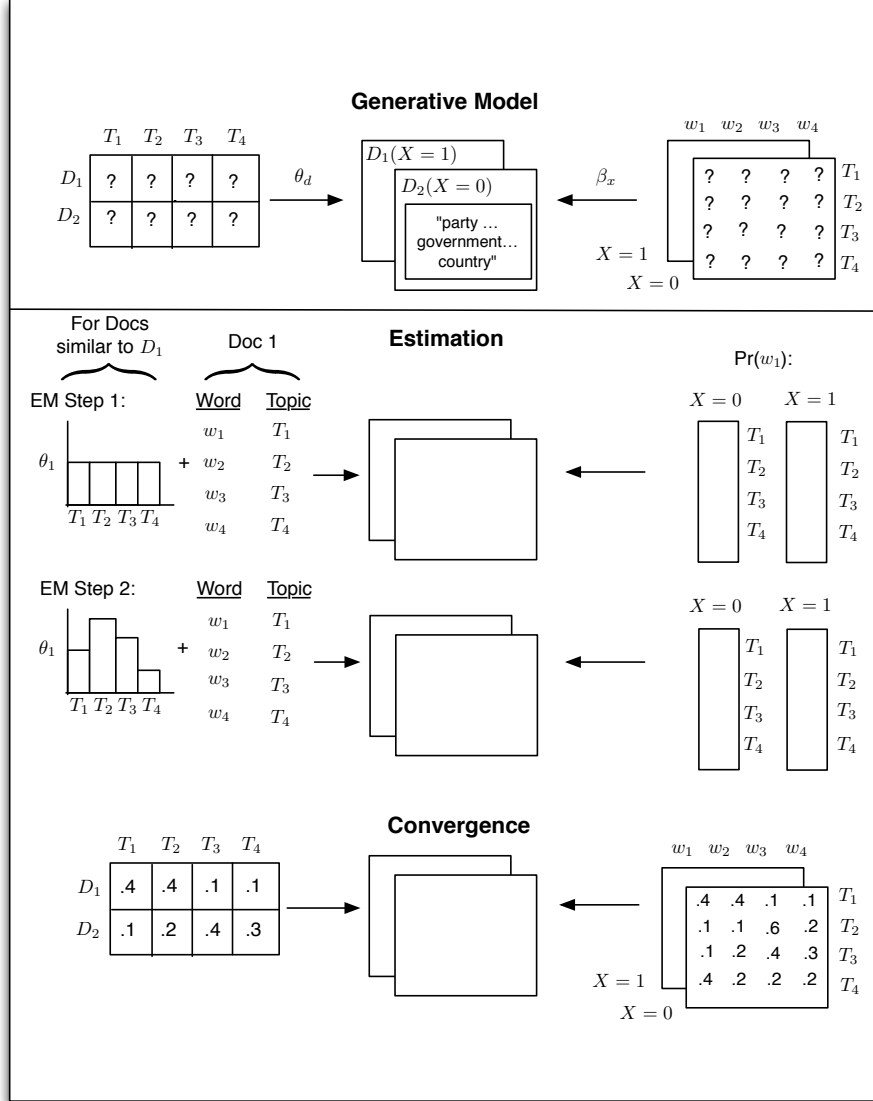 Generative Model
T₁ T₂ T₃ T₄
w₁ w₂ w₃ w₄
D₁ ? ? ? ?
D₂ ? ? ? ?
θd
D₁(X = 1)
D₂(X = 0)
"party ...
government...
country"
βx
? ? ? ? T₁
? ? ? ? T₂
? ? ? ? T₃
? ? ? ? T₄
X = 1
X = 0
For Docs
similar to D₁
Doc 1
Estimation
Pr(w₁):
EM Step 1:
Word Topic
X = 0 X = 1
θ₁
T₁ T₂ T₃ T₄
+
w₁ T₁
w₂ T₂
w₃ T₃
w₄ T₄
T₁ T₁
T₂ T₂
T₃ T₃
T₄ T₄
EM Step 2:
Word Topic
X = 0 X = 1
θ₁
T₁ T₂ T₃ T₄
+
w₁ T₁
w₂ T₂
w₃ T₃
w₄ T₄
T₁ T₁
T₂ T₂
T₃ T₃
T₄ T₄
Convergence
T₁ T₂ T₃ T₄
D₁ .4 .4 .1 .1
D₂ .1 .2 .4 .3
w₁ w₂ w₃ w₄
.4 .4 .1 .1 T₁
.1 .1 .6 .2 T₂
.1 .2 .4 .3 T₃
.4 .2 .2 .2 T₄
X = 1
X = 0